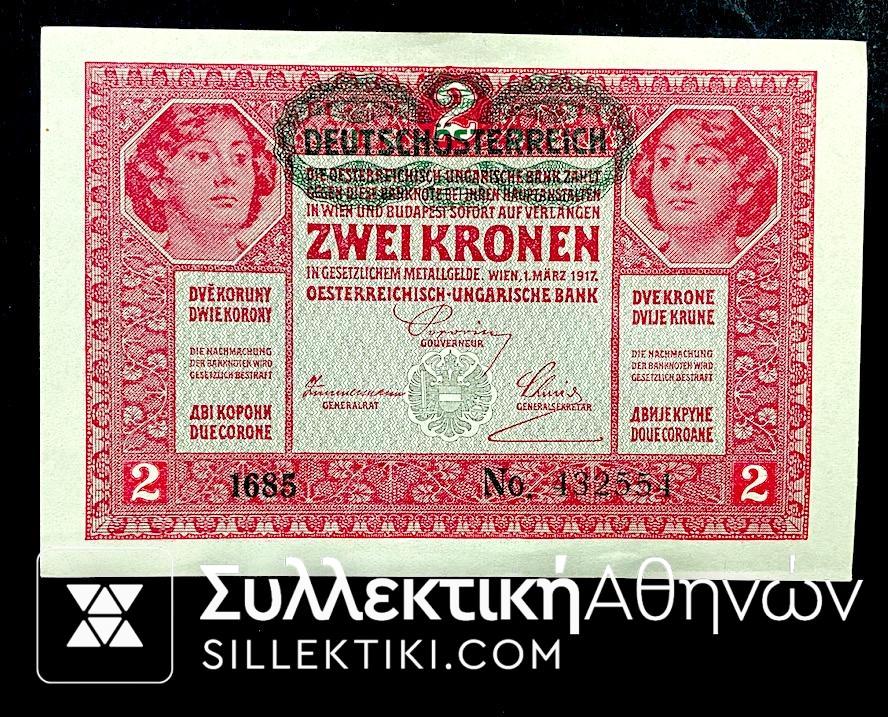 2
DEUTSCHÖSTERREICH
DIE OESTERREICHISCH-UNGARISCHE BANK ZAHLT
GEGEN DIESE BANKNOTE BEI IHREN HAUPTANSTALTEN
IN WIEN UND BUDAPEST SOFORT AUF VERLANGEN
ZWEI KRONEN
IN GESETZLICHEM METALLGELDE. WIEN, 1. MÄRZ 1917.
OESTERREICHISCH-UNGARISCHE BANK
GOUVERNEUR
GENERALRAT
GENERALSEKRETÄR
DVĚ KORUNY
DWIE KORONY
DIE NACHMACHUNG
DER BANKNOTEN WIRD
GESETZLICH BESTRAFT
ДВІ КОРОНИ
DUE CORONE
DVE KRONE
DVIJE KRUNE
DIE NACHMACHUNG
DER BANKNOTEN WIRD
GESETZLICH BESTRAFT
ДВИЈЕ КРУНЕ
DOUE COROANE
2 1685 No. 432554 2
ΣυλλεκτικήΑθηνών
SILLEKTIKI.COM